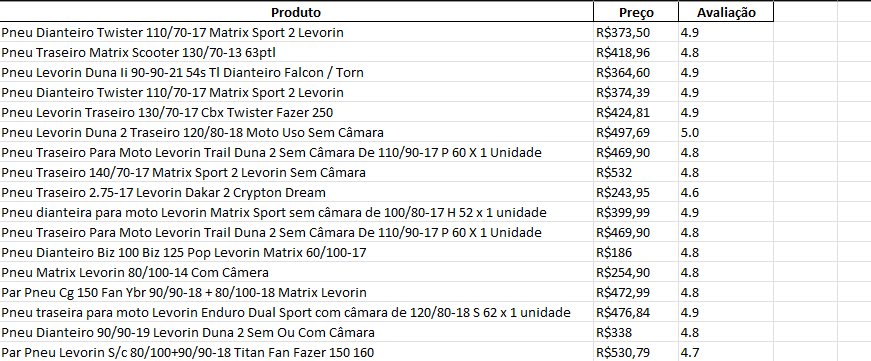 Produto Preço Avaliação
Pneu Dianteiro Twister 110/70-17 Matrix Sport 2 Levorin R$373,50 4.9
Pneu Traseiro Matrix Scooter 130/70-13 63ptl R$418,96 4.8
Pneu Levorin Duna Ii 90-90-21 54s Tl Dianteiro Falcon / Torn R$364,60 4.9
Pneu Dianteiro Twister 110/70-17 Matrix Sport 2 Levorin R$374,39 4.9
Pneu Levorin Traseiro 130/70-17 Cbx Twister Fazer 250 R$424,81 4.9
Pneu Levorin Duna 2 Traseiro 120/80-18 Moto Uso Sem Câmara R$497,69 5.0
Pneu Traseiro Para Moto Levorin Trail Duna 2 Sem Câmara De 110/90-17 P 60 X 1 Unidade R$469,90 4.8
Pneu Traseiro 140/70-17 Matrix Sport 2 Levorin Sem Câmara R$532 4.8
Pneu Traseiro 2.75-17 Levorin Dakar 2 Crypton Dream R$243,95 4.6
Pneu dianteira para moto Levorin Matrix Sport sem câmara de 100/80-17 H 52 x 1 unidade R$399,99 4.9
Pneu Traseiro Para Moto Levorin Trail Duna 2 Sem Câmara De 110/90-17 P 60 X 1 Unidade R$469,90 4.8
Pneu Dianteiro Biz 100 Biz 125 Pop Levorin Matrix 60/100-17 R$186 4.8
Pneu Matrix Levorin 80/100-14 Com Câmera R$254,90 4.8
Par Pneu Cg 150 Fan Ybr 90/90-18 + 80/100-18 Matrix Levorin R$472,99 4.8
Pneu traseira para moto Levorin Enduro Dual Sport com câmara de 120/80-18 S 62 x 1 unidade R$476,84 4.9
Pneu Dianteiro 90/90-19 Levorin Duna 2 Sem Ou Com Câmara R$338 4.8
Par Pneu Levorin S/c 80/100+90/90-18 Titan Fan Fazer 150 160 R$530,79 4.7